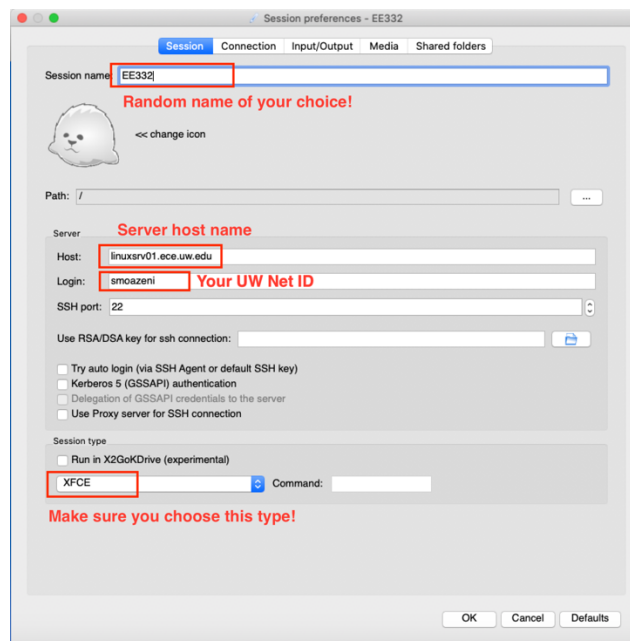 Session preferences - EE332
Session Connection Input/Output Media Shared folders
Session name: EE332
Random name of your choice!
<< change icon
Path: / ...
Server Server host name
Host: linuxsrv01.ece.uw.edu
Login: smoazeni Your UW Net ID
SSH port: 22
Use RSA/DSA key for ssh connection:
Try auto login (via SSH Agent or default SSH key)
Kerberos 5 (GSSAPI) authentication
Delegation of GSSAPI credentials to the server
Use Proxy server for SSH connection
Session type
Run in X2GoKDrive (experimental)
XFCE Command:
Make sure you choose this type!
OK Cancel Defaults